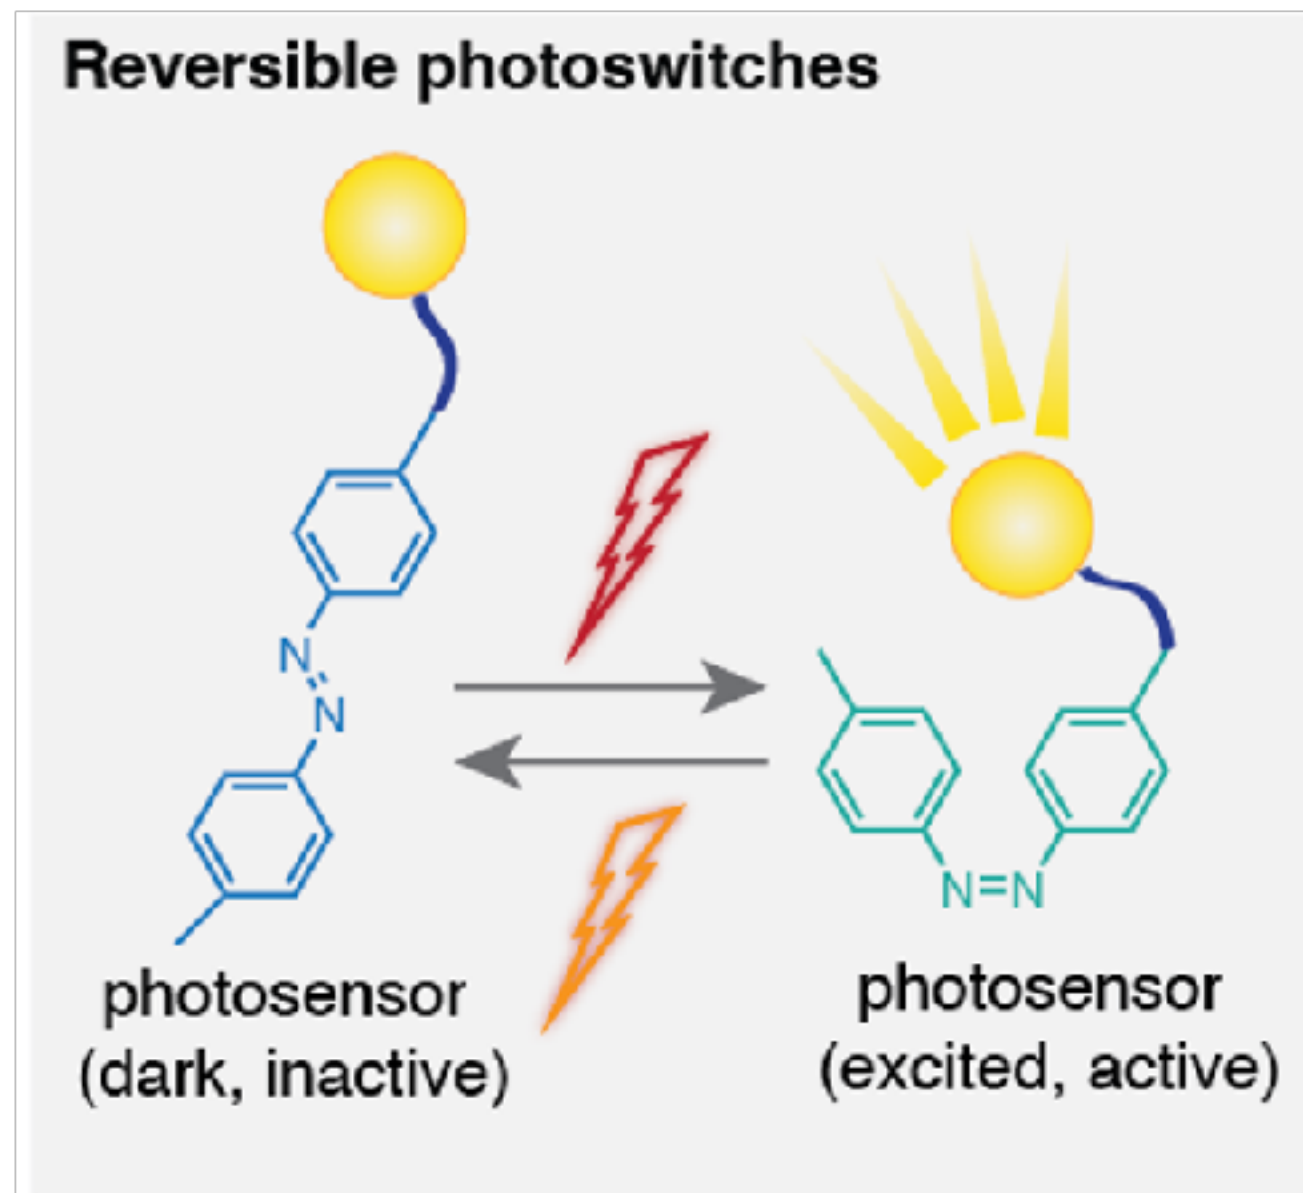 Reversible photoswitches
N
N
N=N
photosensor
(dark, inactive)
photosensor
(excited, active)